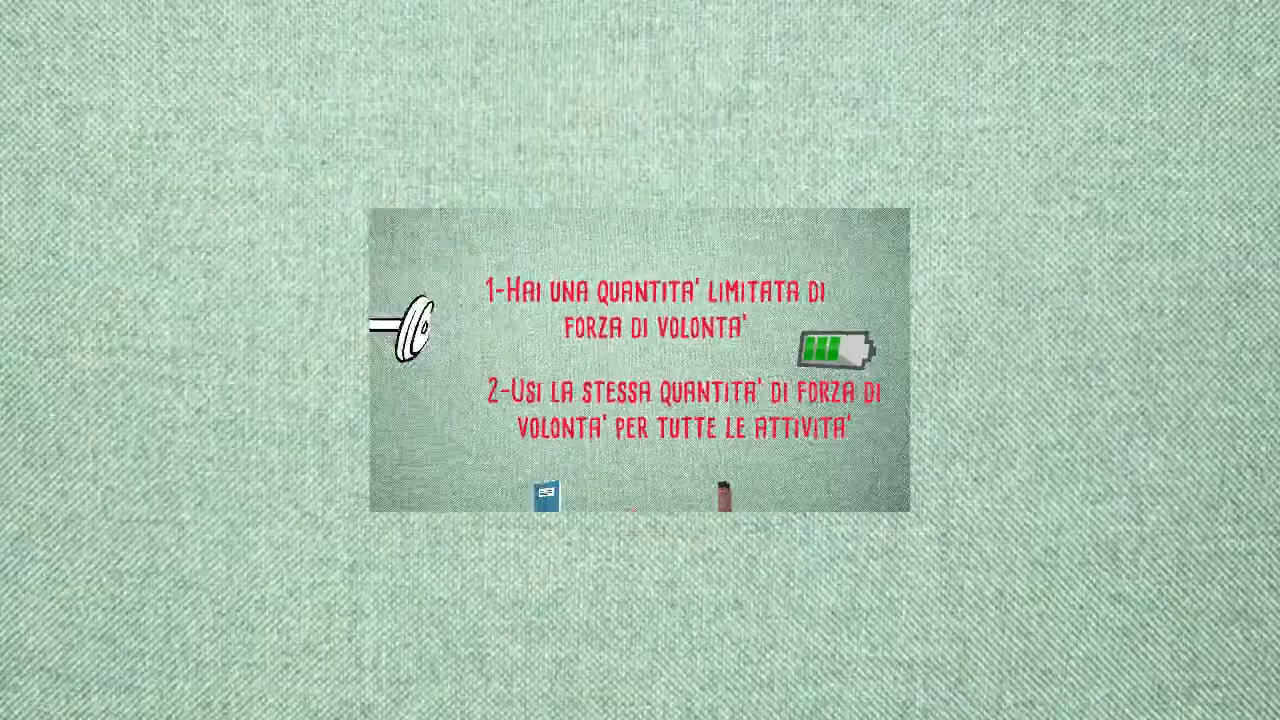 1-Hai una quantita' limitata di
forza di volonta'
2-Usi la stessa quantita' di forza di
volonta' per tutte le attivita'